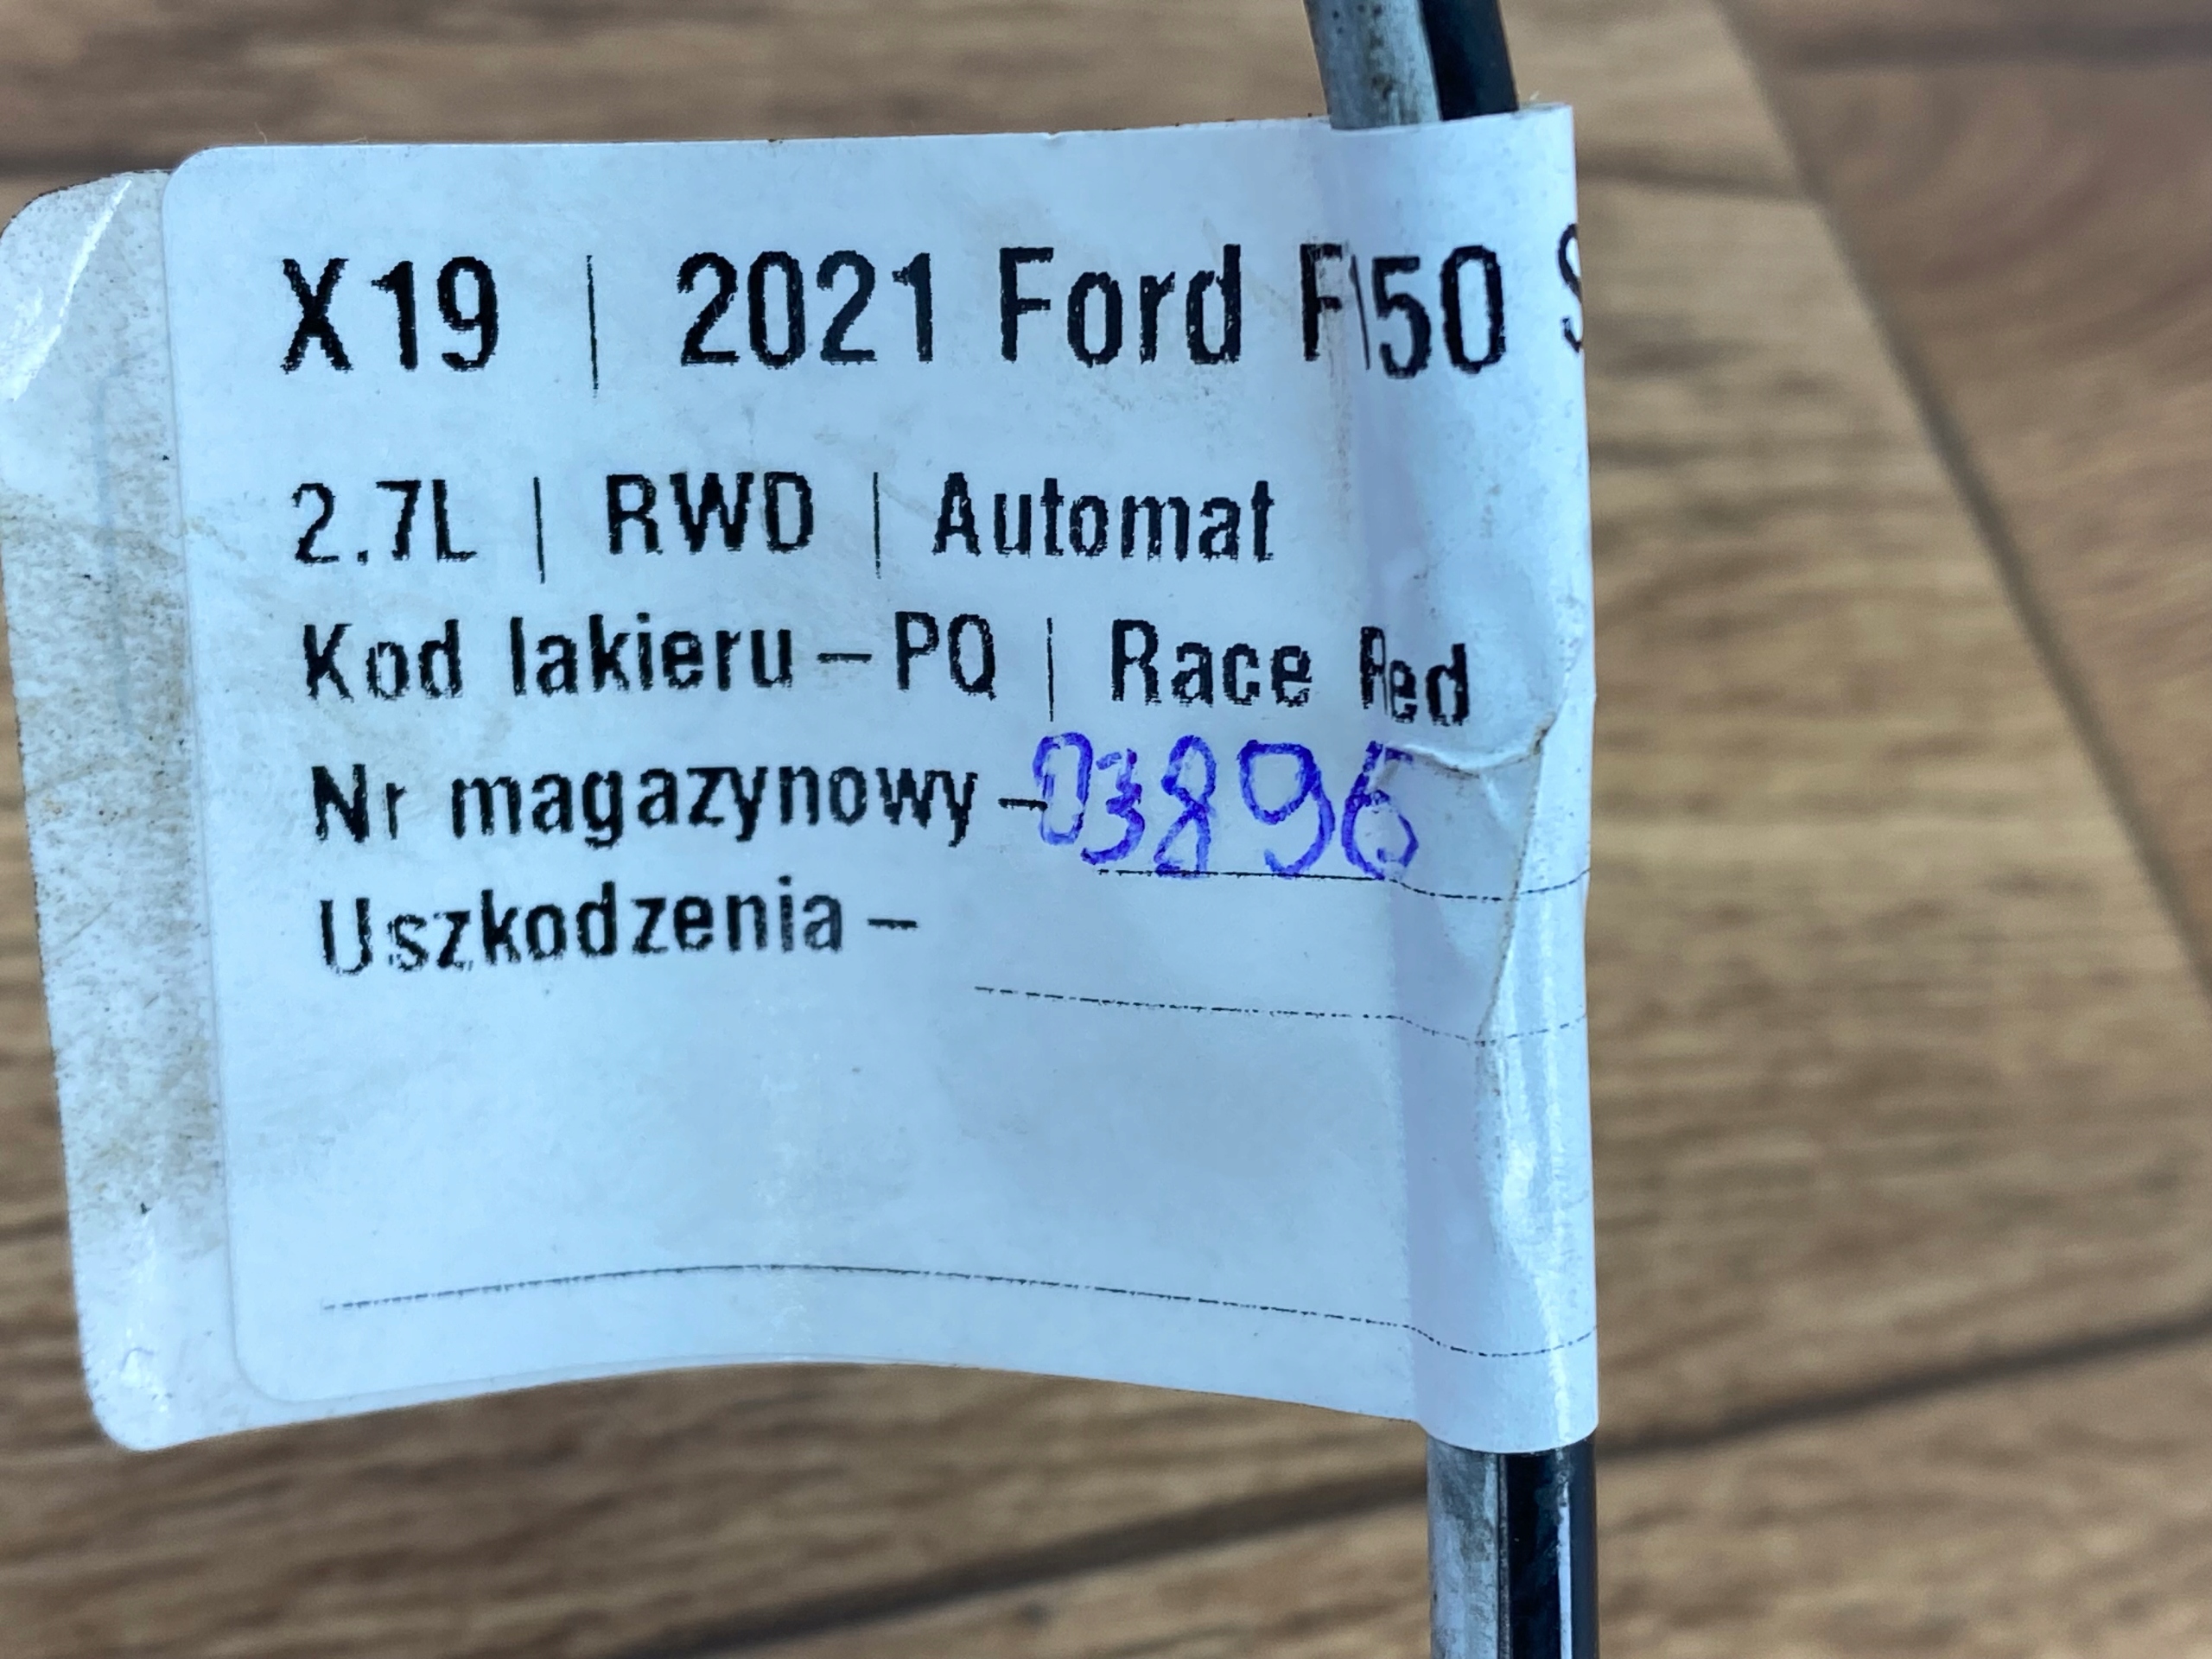 X19 | 2021 Ford F150 S
2.7L | RWD | Automat
Kod lakieru – PQ | Race Red
Nr magazynowy – 03896
Uszkodzenia –